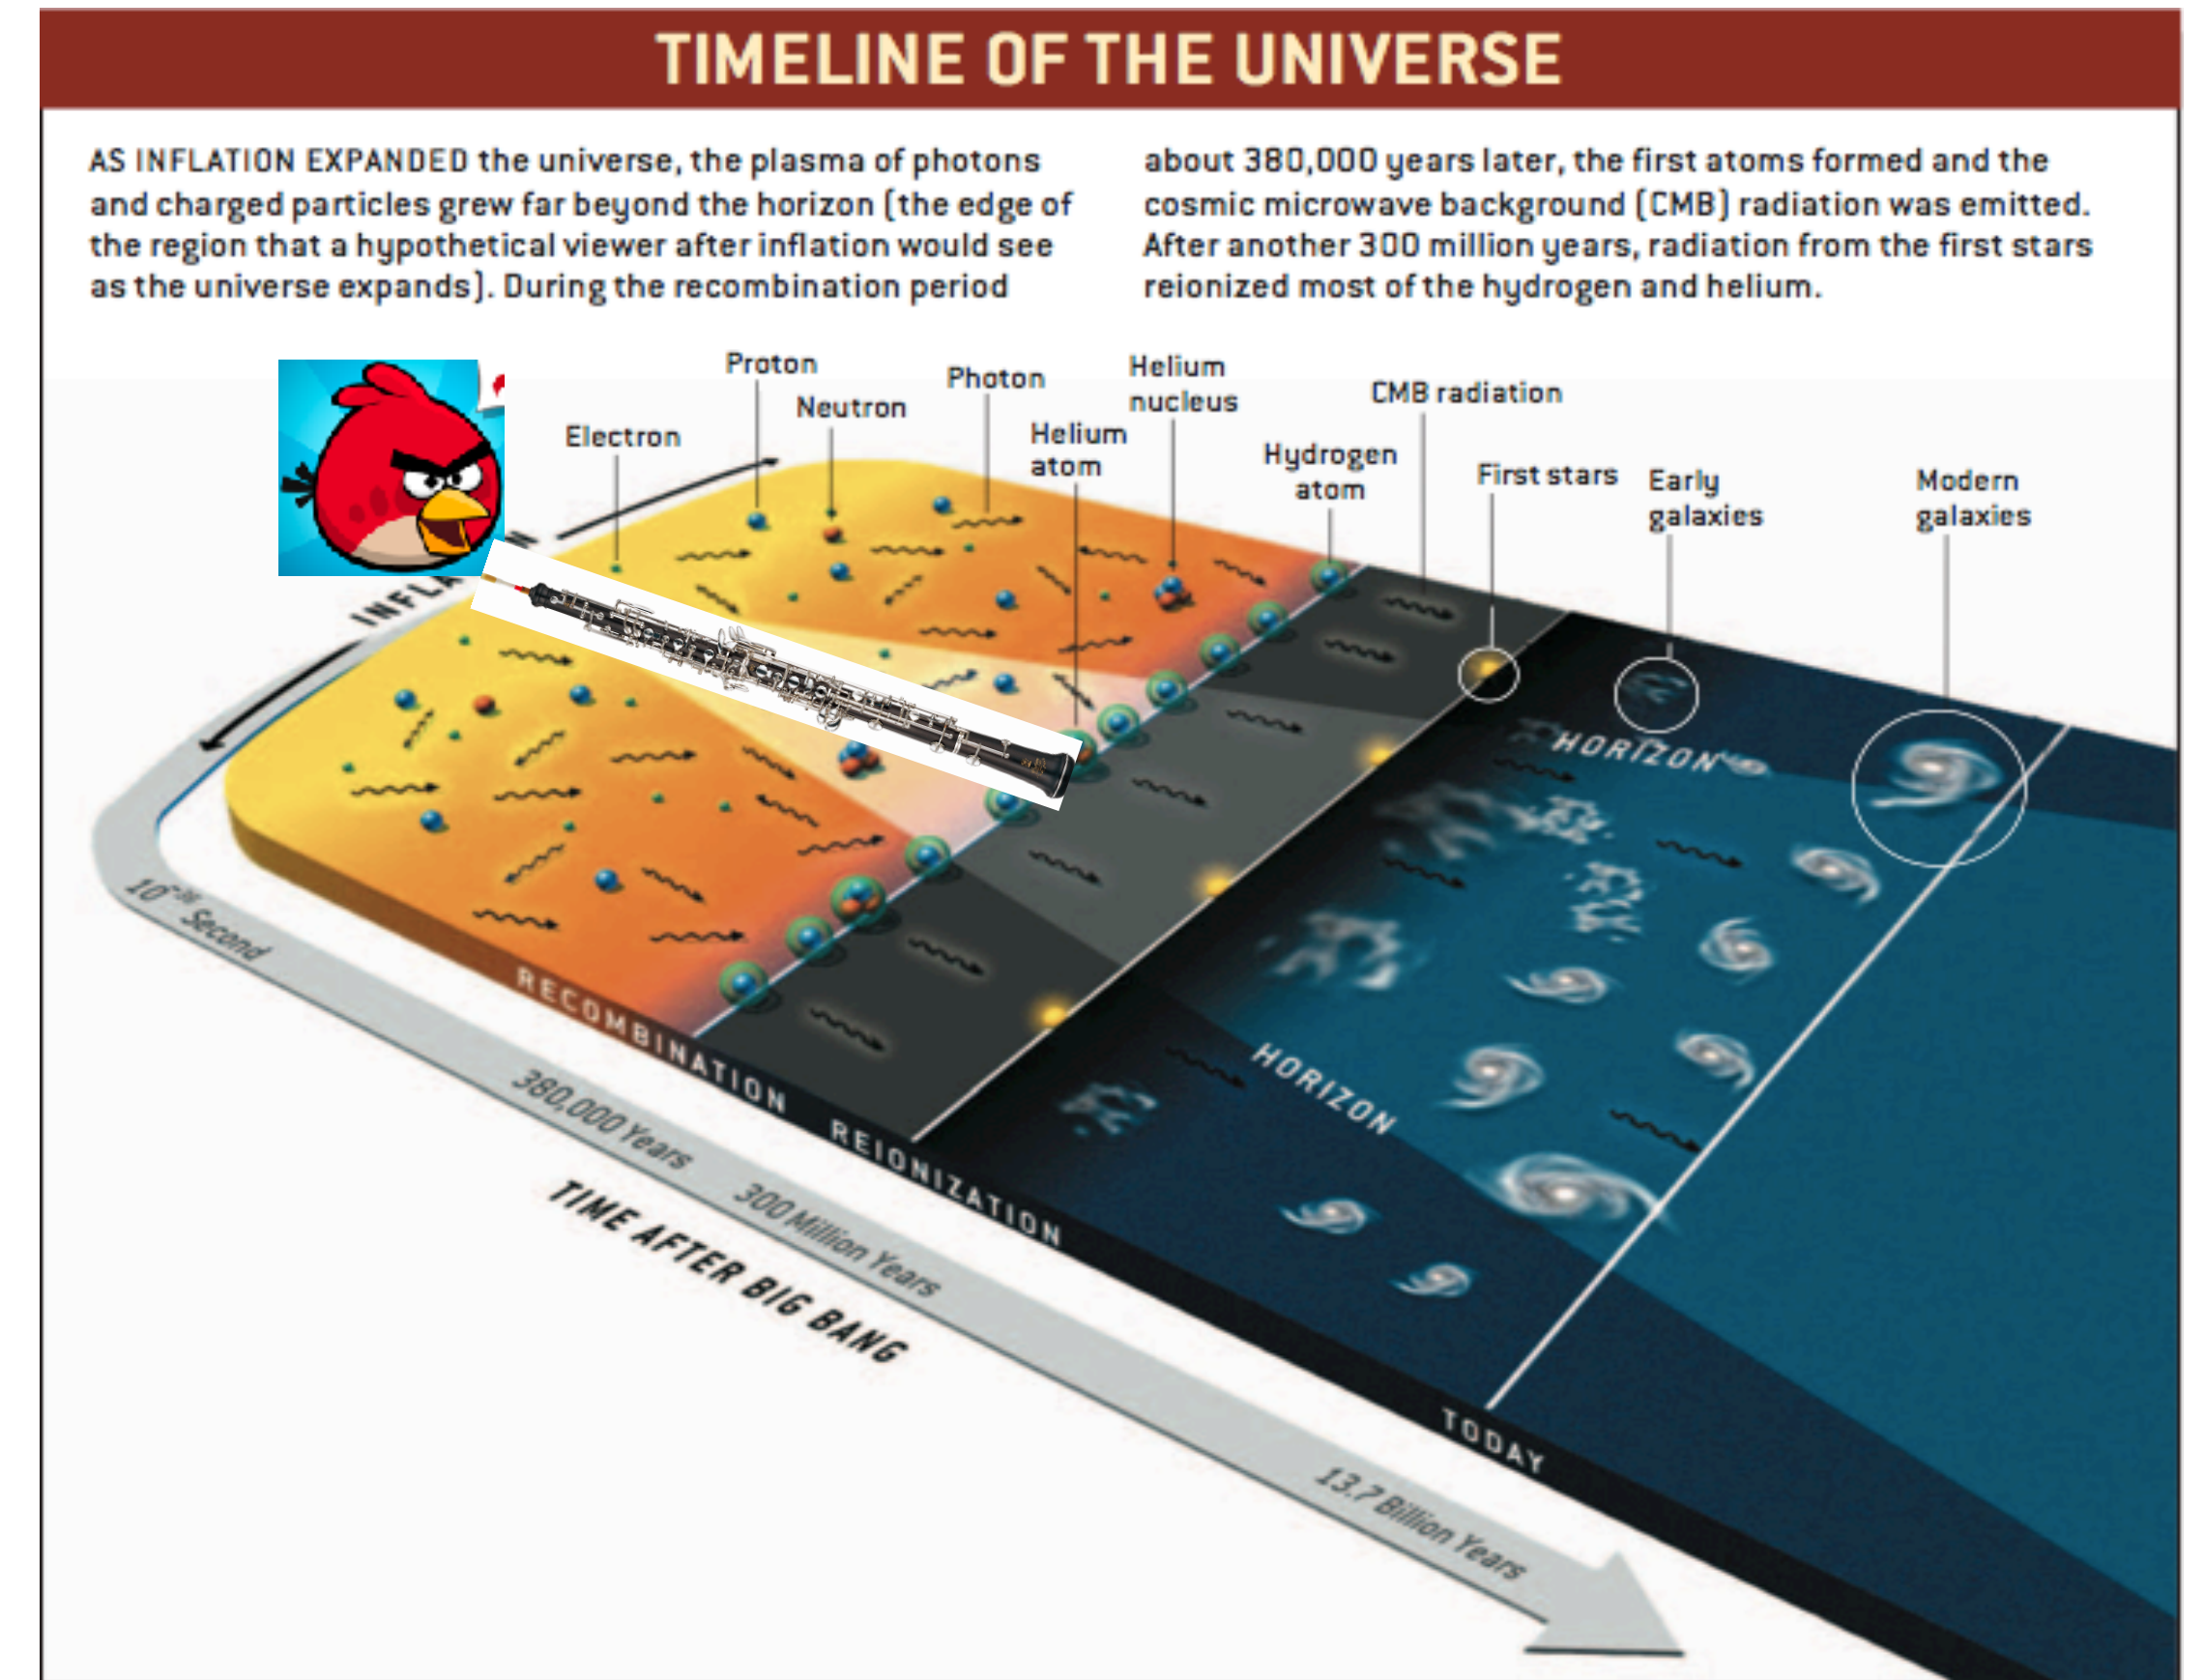 TIMELINE OF THE UNIVERSE
AS INFLATION EXPANDED the universe, the plasma of photons
and charged particles grew far beyond the horizon (the edge of
the region that a hypothetical viewer after inflation would see
as the universe expands). During the recombination period
about 380,000 years later, the first atoms formed and the
cosmic microwave background (CMB) radiation was emitted.
After another 300 million years, radiation from the first stars
reionized most of the hydrogen and helium.
Electron
Proton
Neutron
Photon
Helium
atom
Helium
nucleus
Hydrogen
atom
CMB radiation
First stars
Early
galaxies
Modern
galaxies
INFLA N
HORIZON
HORIZON
RECOMBINATION
REIONIZATION
TODAY
10⁻³⁶ Second
380,000 Years
300 Million Years
13.7 Billion Years
TIME AFTER BIG BANG